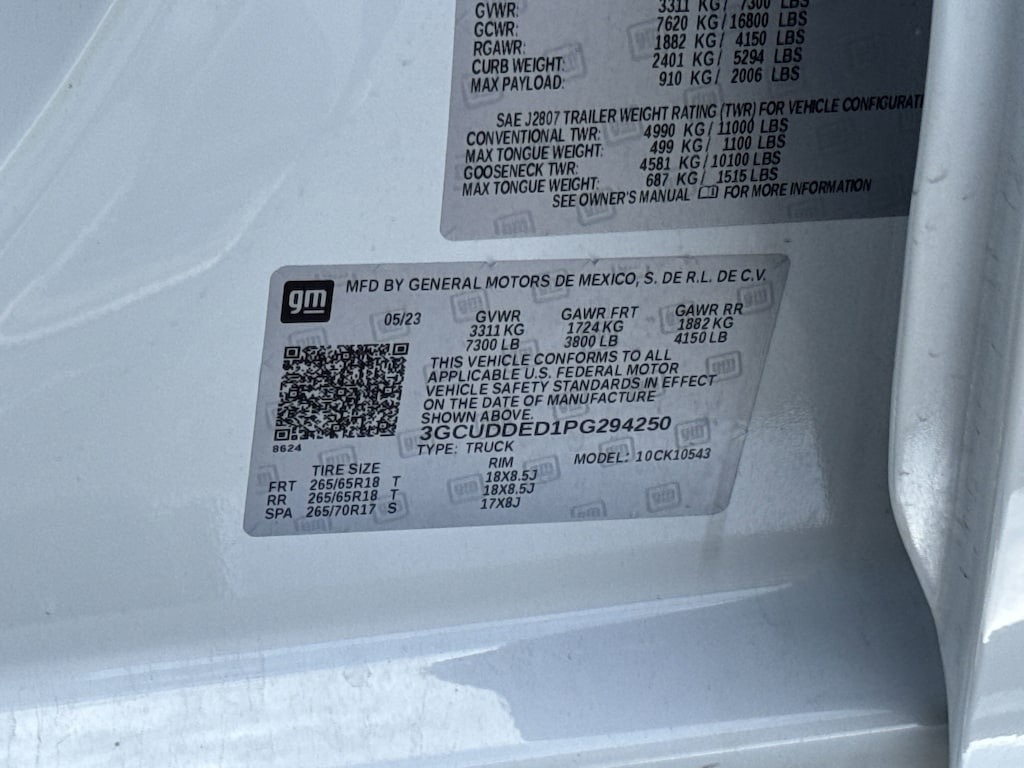 GVWR: 3311 KG/ 7300 LBS
GCWR: 7620 KG/16800 LBS
RGAWR: 1882 KG/ 4150 LBS
CURB WEIGHT: 2401 KG/ 5294 LBS
MAX PAYLOAD: 910 KG/ 2006 LBS
SAE J2807 TRAILER WEIGHT RATING (TWR) FOR VEHICLE CONFIGURATI
CONVENTIONAL TWR: 4990 KG/11000 LBS
MAX TONGUE WEIGHT: 499 KG/ 1100 LBS
GOOSENECK TWR: 4581 KG/10100 LBS
MAX TONGUE WEIGHT: 687 KG/ 1515 LBS
SEE OWNER'S MANUAL FOR MORE INFORMATION
gm MFD BY GENERAL MOTORS DE MEXICO, S. DE R.L. DE C.V.
05/23 GVWR GAWR FRT GAWR RR
3311 KG 1724 KG 1882 KG
7300 LB 3800 LB 4150 LB
THIS VEHICLE CONFORMS TO ALL
APPLICABLE U.S. FEDERAL MOTOR
VEHICLE SAFETY STANDARDS IN EFFECT
ON THE DATE OF MANUFACTURE
SHOWN ABOVE.
3GCUDDED1PG294250
8624 TYPE: TRUCK MODEL: 10CK10543
TIRE SIZE RIM
FRT 265/65R18 T 18X8.5J
RR 265/65R18 T 18X8.5J
SPA 265/70R17 S 17X8J